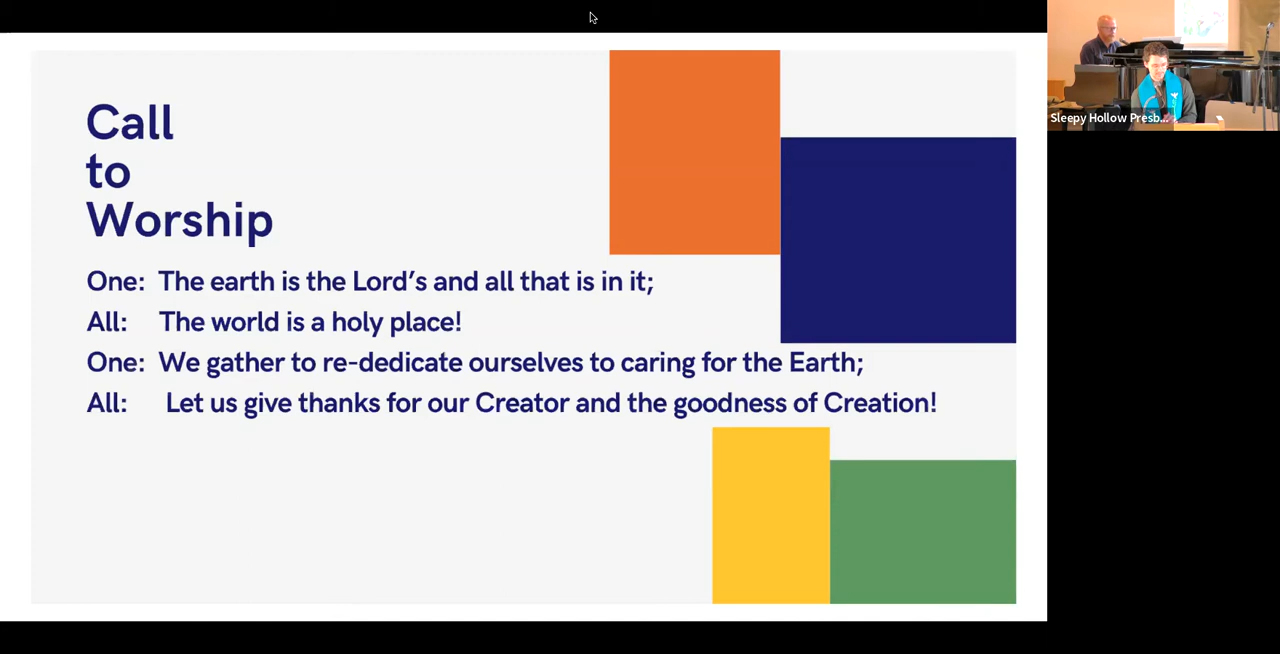 Call
to
Worship
One: The earth is the Lord’s and all that is in it;
All: The world is a holy place!
One: We gather to re-dedicate ourselves to caring for the Earth;
All: Let us give thanks for our Creator and the goodness of Creation!
Sleepy Hollow Presb...